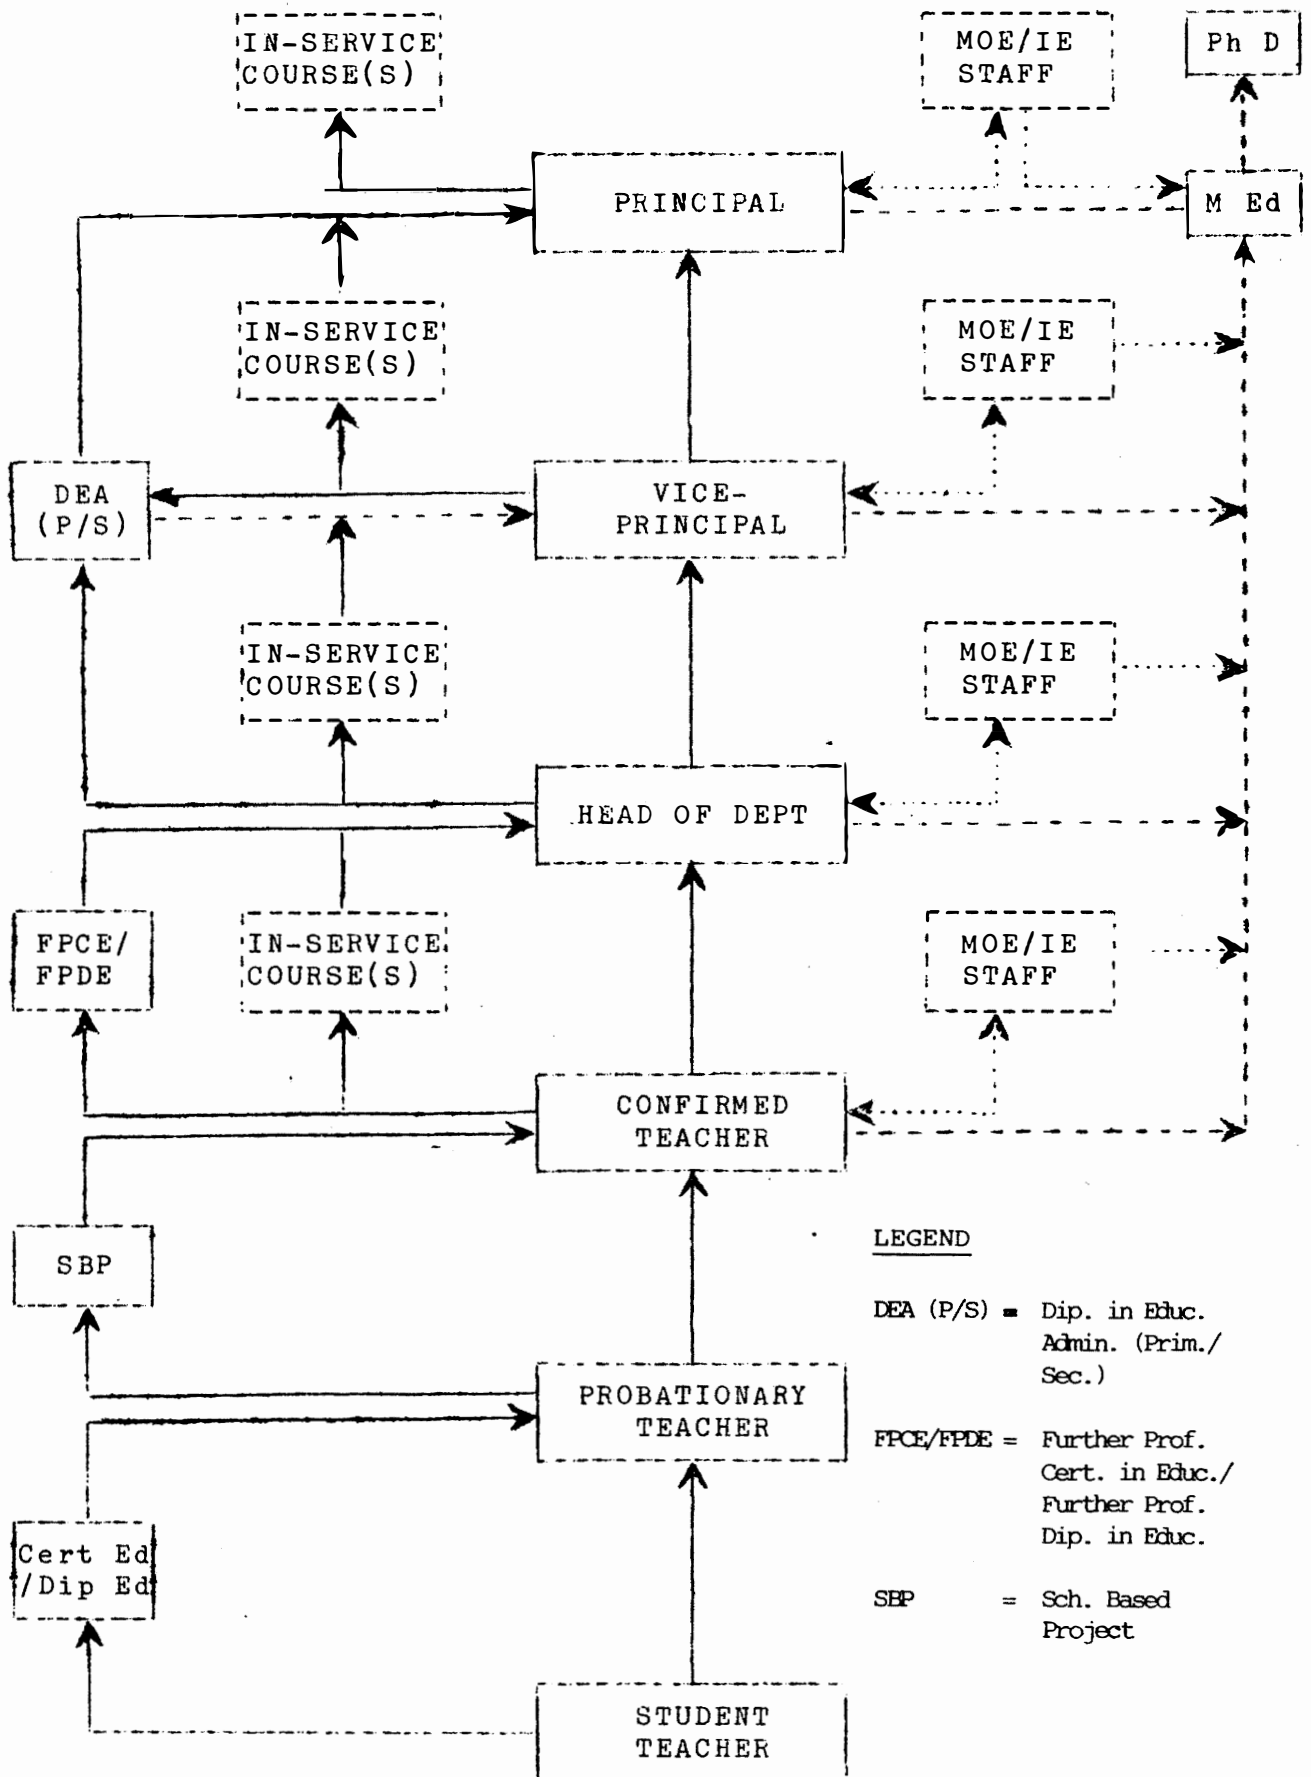 IN-SERVICE
COURSE(S)
MOE/IE
STAFF
Ph D
PRINCIPAL
M Ed
IN-SERVICE
COURSE(S)
MOE/IE
STAFF
DEA
(P/S)
VICE-
PRINCIPAL
IN-SERVICE
COURSE(S)
MOE/IE
STAFF
HEAD OF DEPT
FPCE/
FPDE
IN-SERVICE
COURSE(S)
MOE/IE
STAFF
CONFIRMED
TEACHER
SBP
PROBATIONARY
TEACHER
Cert Ed
/Dip Ed
STUDENT
TEACHER
LEGEND
DEA (P/S) = Dip. in Educ.
Admin. (Prim./
Sec.)
FPCE/FPDE = Further Prof.
Cert. in Educ./
Further Prof.
Dip. in Educ.
SBP = Sch. Based
Project